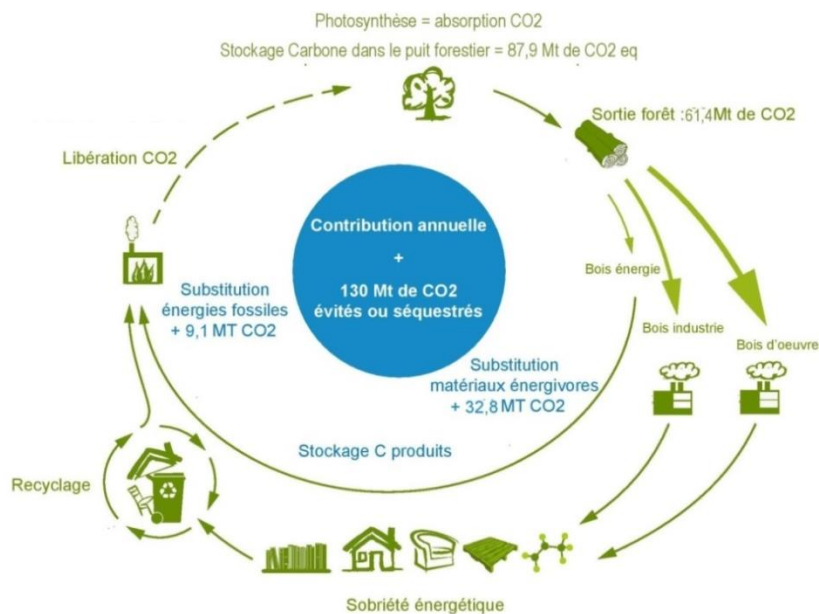 Photosynthèse = absorption CO2
Stockage Carbone dans le puit forestier = 87,9 Mt de CO2 eq
Sortie forêt :61,4Mt de CO2
Libération CO2
Contribution annuelle
+
130 Mt de CO2
évités ou séquestrés
Bois énergie
Substitution
énergies fossiles
+ 9,1 MT CO2
Bois industrie
Bois d'oeuvre
Substitution
matériaux énergivores
+ 32,8 MT CO2
Stockage C produits
Recyclage
Sobriété énergétique